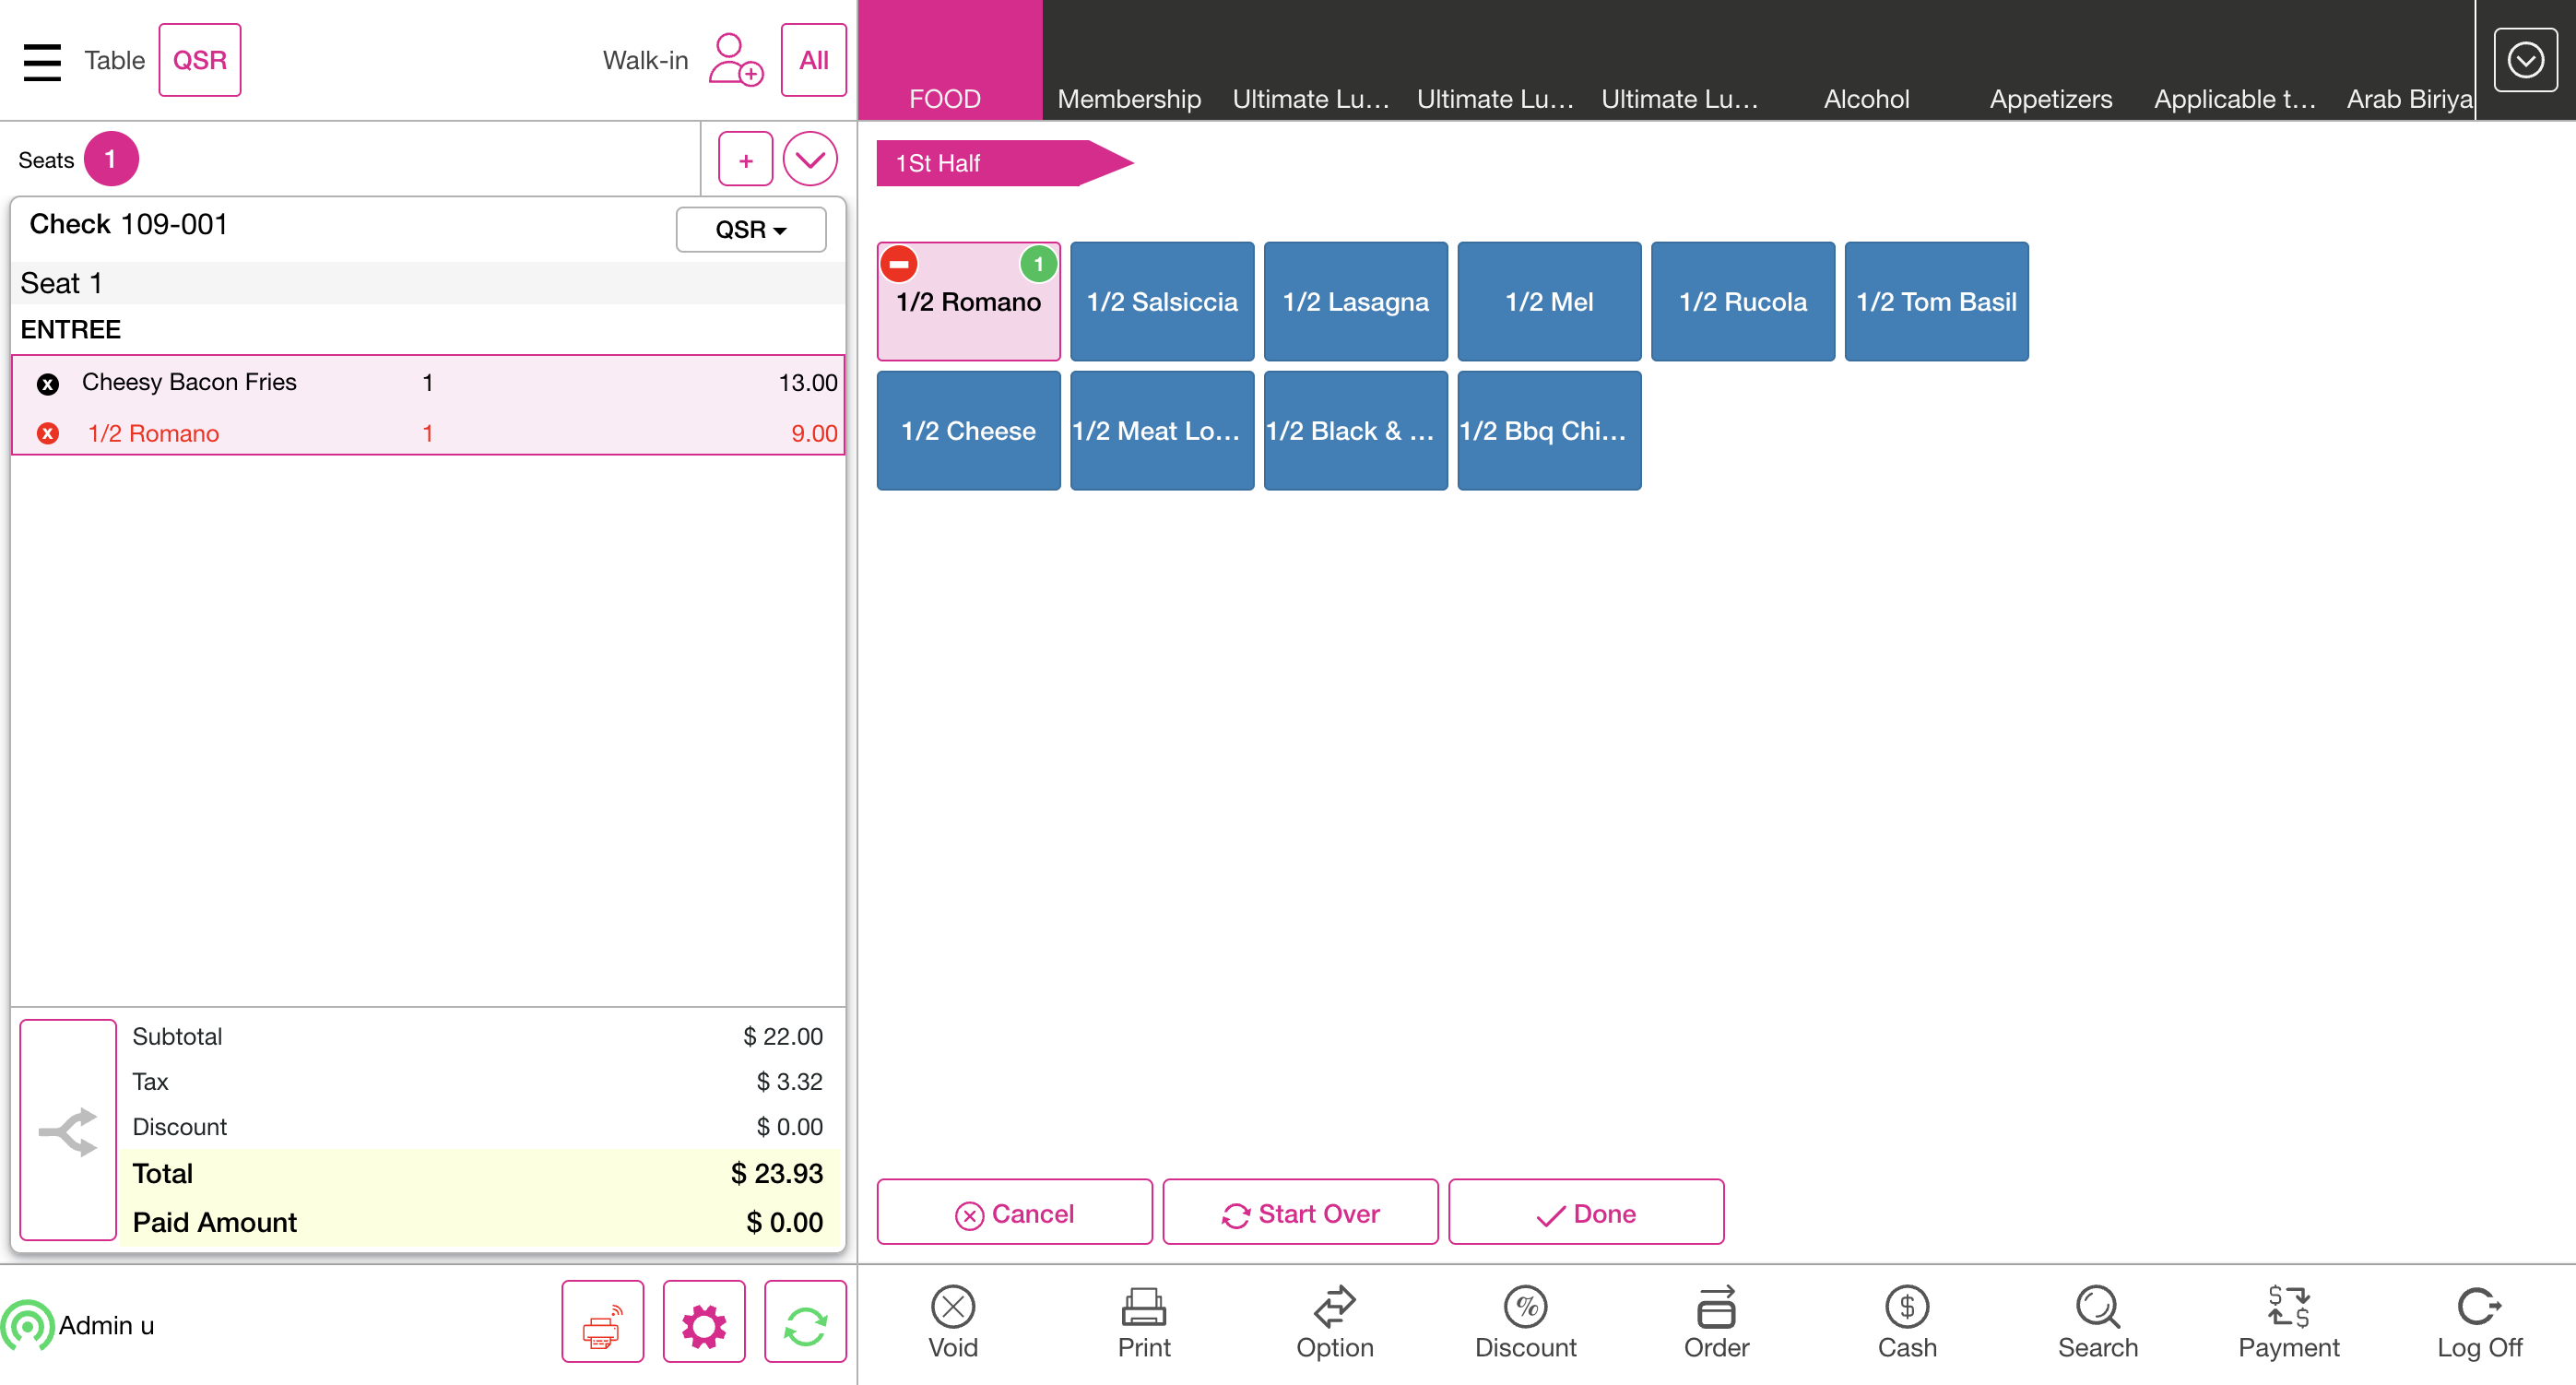 Table QSR Walk-in All
FOOD Membership Ultimate Lu... Ultimate Lu... Ultimate Lu... Alcohol Appetizers Applicable t... Arab Biriya
Seats 1 +
1St Half
Check 109-001 QSR
Seat 1
ENTREE
Cheesy Bacon Fries 1 13.00
1/2 Romano 1 9.00
1
1/2 Romano 1/2 Salsiccia 1/2 Lasagna 1/2 Mel 1/2 Rucola 1/2 Tom Basil
1/2 Cheese 1/2 Meat Lo... 1/2 Black & ... 1/2 Bbq Chi...
Subtotal $ 22.00
Tax $ 3.32
Discount $ 0.00
Total $ 23.93
Paid Amount $ 0.00
Cancel Start Over Done
Admin u
Void Print Option Discount Order Cash Search Payment Log Off